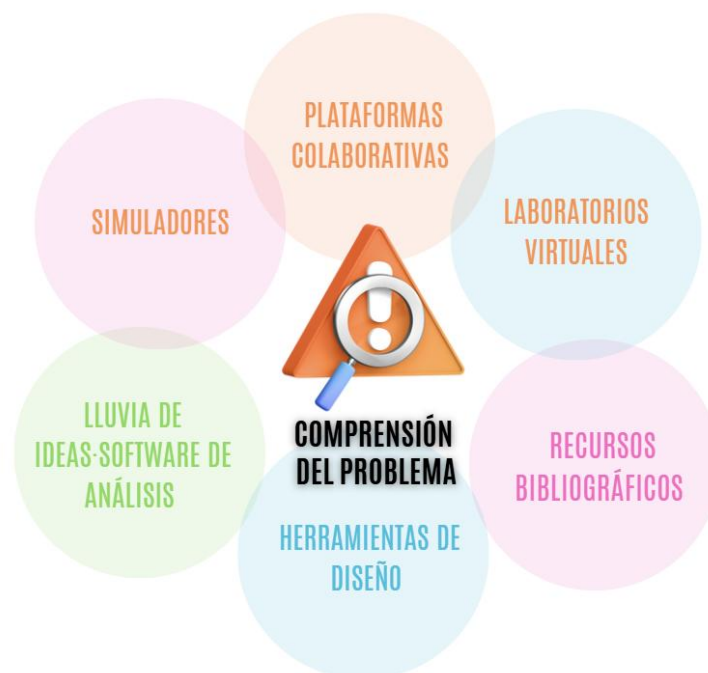 PLATAFORMAS
COLABORATIVAS
SIMULADORES
LABORATORIOS
VIRTUALES
LLUVIA DE
IDEAS·SOFTWARE DE
ANÁLISIS
COMPRENSIÓN
DEL PROBLEMA
RECURSOS
BIBLIOGRÁFICOS
HERRAMIENTAS DE
DISEÑO